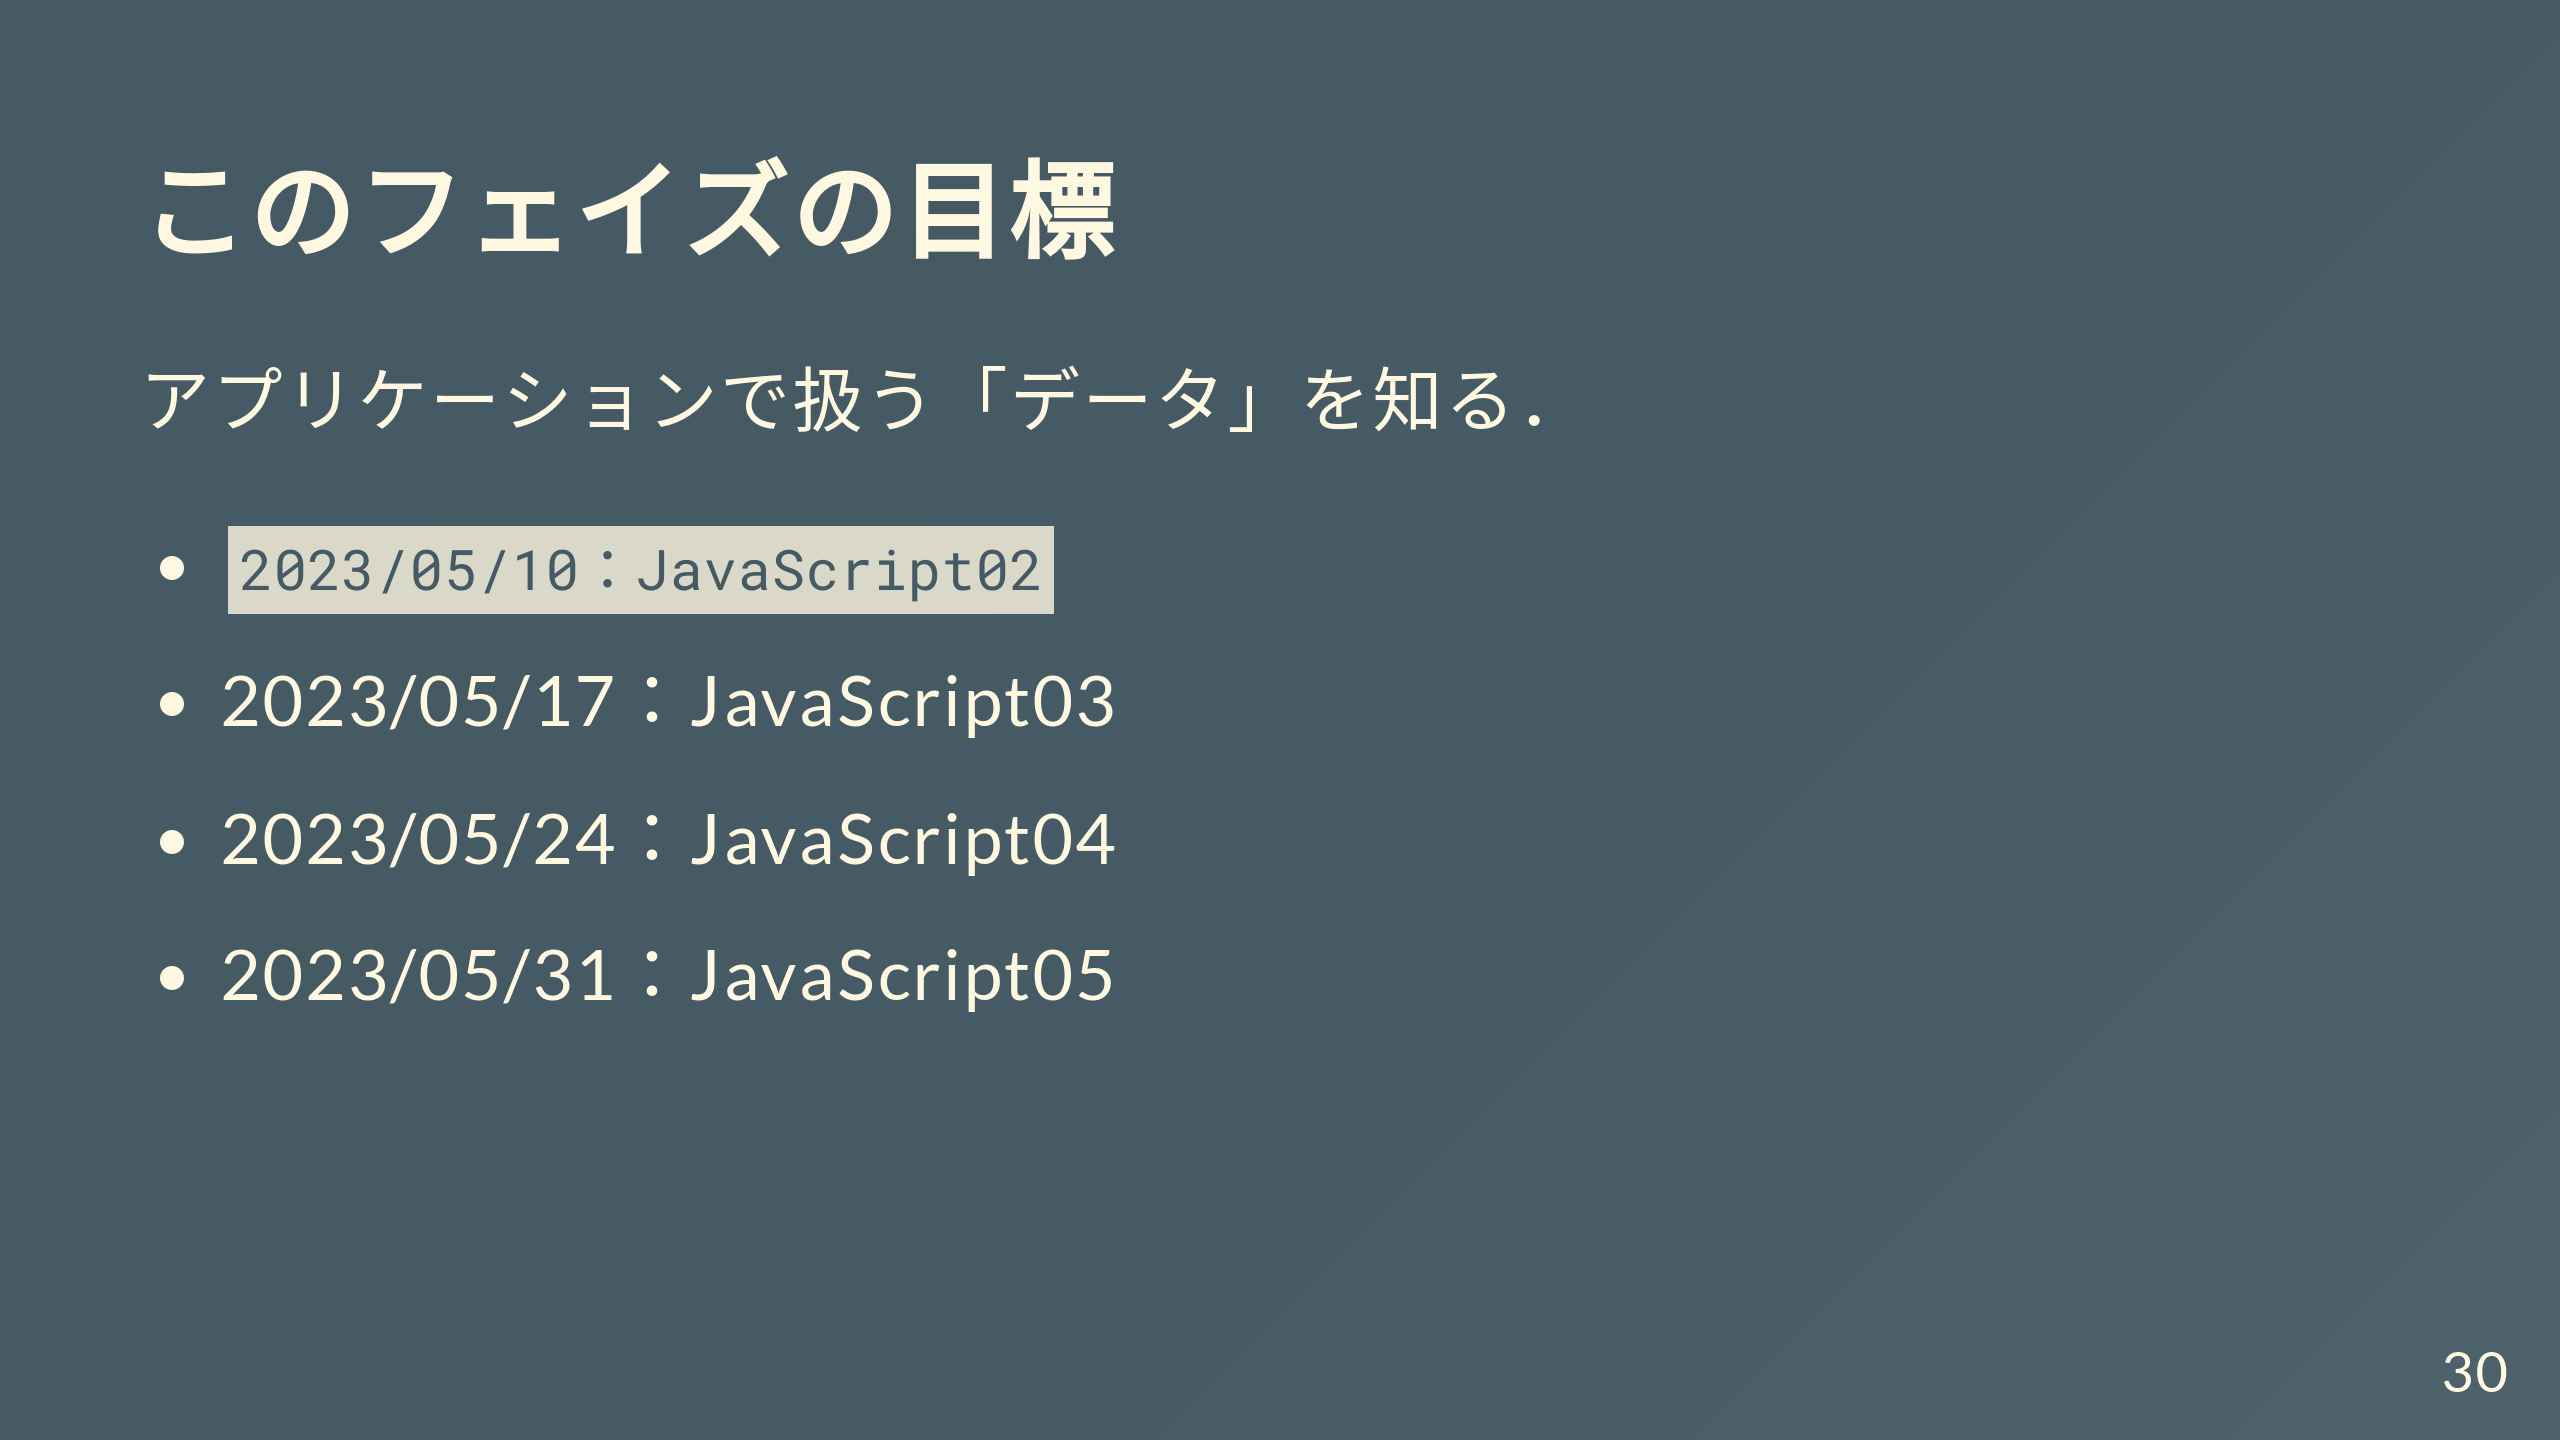 このフェイズの目標
アプリケーションで扱う「データ」を知る．
• 2023/05/10：JavaScript02
• 2023/05/17：JavaScript03
• 2023/05/24：JavaScript04
• 2023/05/31：JavaScript05
30